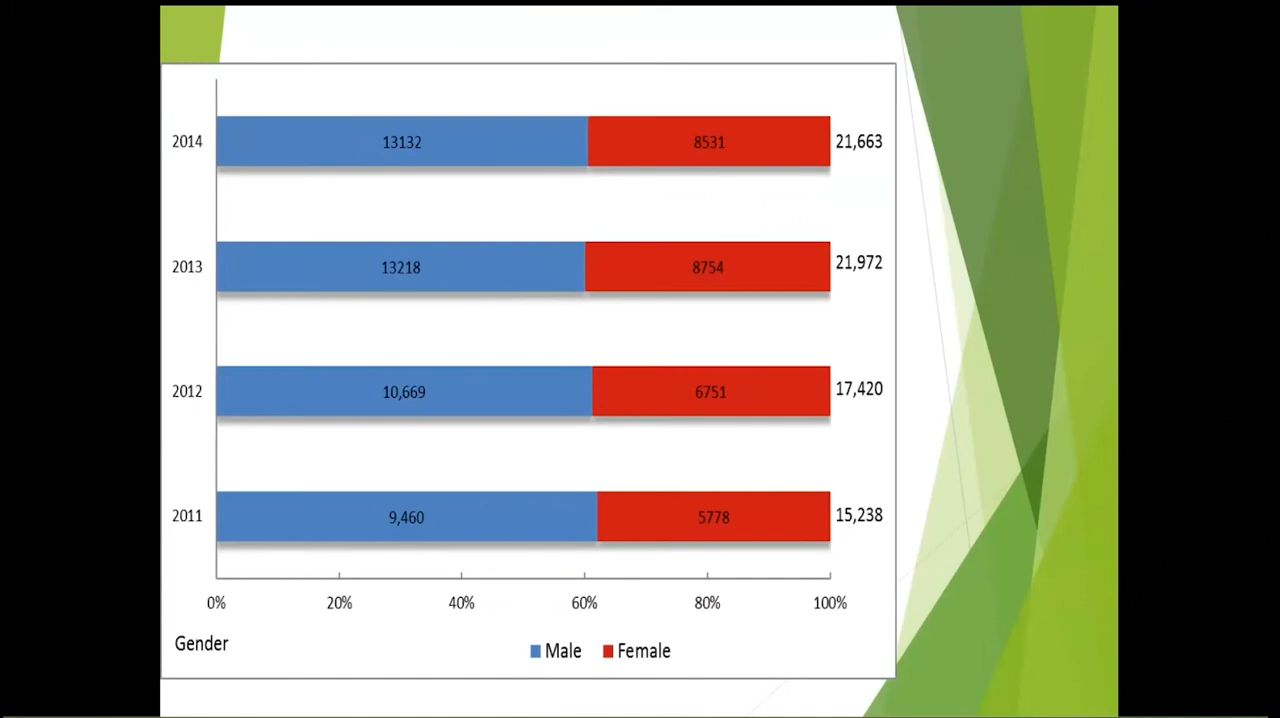 2014 13132 8531 21,663
2013 13218 8754 21,972
2012 10,669 6751 17,420
2011 9,460 5778 15,238
0% 20% 40% 60% 80% 100%
Gender Male Female